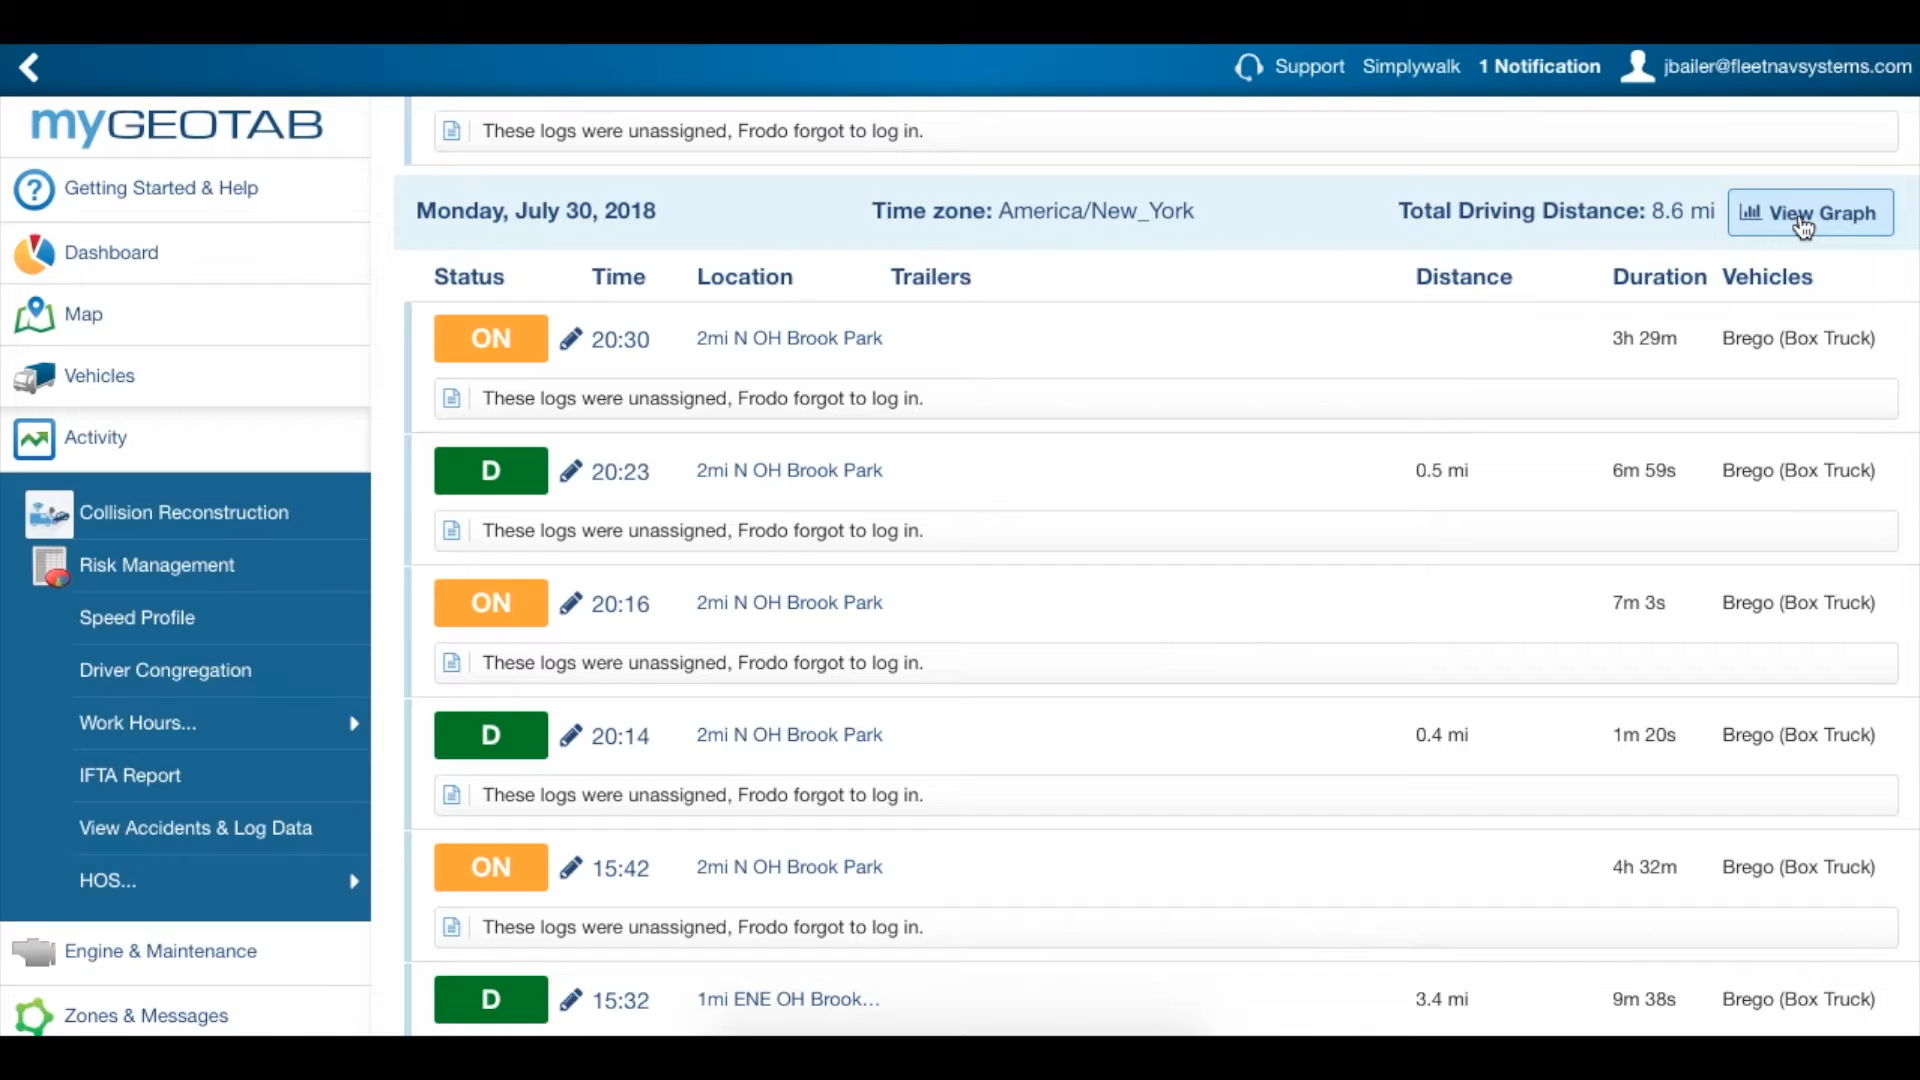 Support Simplywalk 1 Notification jbailer@fleetnavsystems.com
myGEOTAB
Getting Started & Help
Dashboard
Map
Vehicles
Activity
Collision Reconstruction
Risk Management
Speed Profile
Driver Congregation
Work Hours...
IFTA Report
View Accidents & Log Data
HOS...
Engine & Maintenance
Zones & Messages
These logs were unassigned, Frodo forgot to log in.
Monday, July 30, 2018 Time zone: America/New_York Total Driving Distance: 8.6 mi View Graph
Status Time Location Trailers Distance Duration Vehicles
ON 20:30 2mi N OH Brook Park 3h 29m Brego (Box Truck)
These logs were unassigned, Frodo forgot to log in.
D 20:23 2mi N OH Brook Park 0.5 mi 6m 59s Brego (Box Truck)
These logs were unassigned, Frodo forgot to log in.
ON 20:16 2mi N OH Brook Park 7m 3s Brego (Box Truck)
These logs were unassigned, Frodo forgot to log in.
D 20:14 2mi N OH Brook Park 0.4 mi 1m 20s Brego (Box Truck)
These logs were unassigned, Frodo forgot to log in.
ON 15:42 2mi N OH Brook Park 4h 32m Brego (Box Truck)
These logs were unassigned, Frodo forgot to log in.
D 15:32 1mi ENE OH Brook... 3.4 mi 9m 38s Brego (Box Truck)